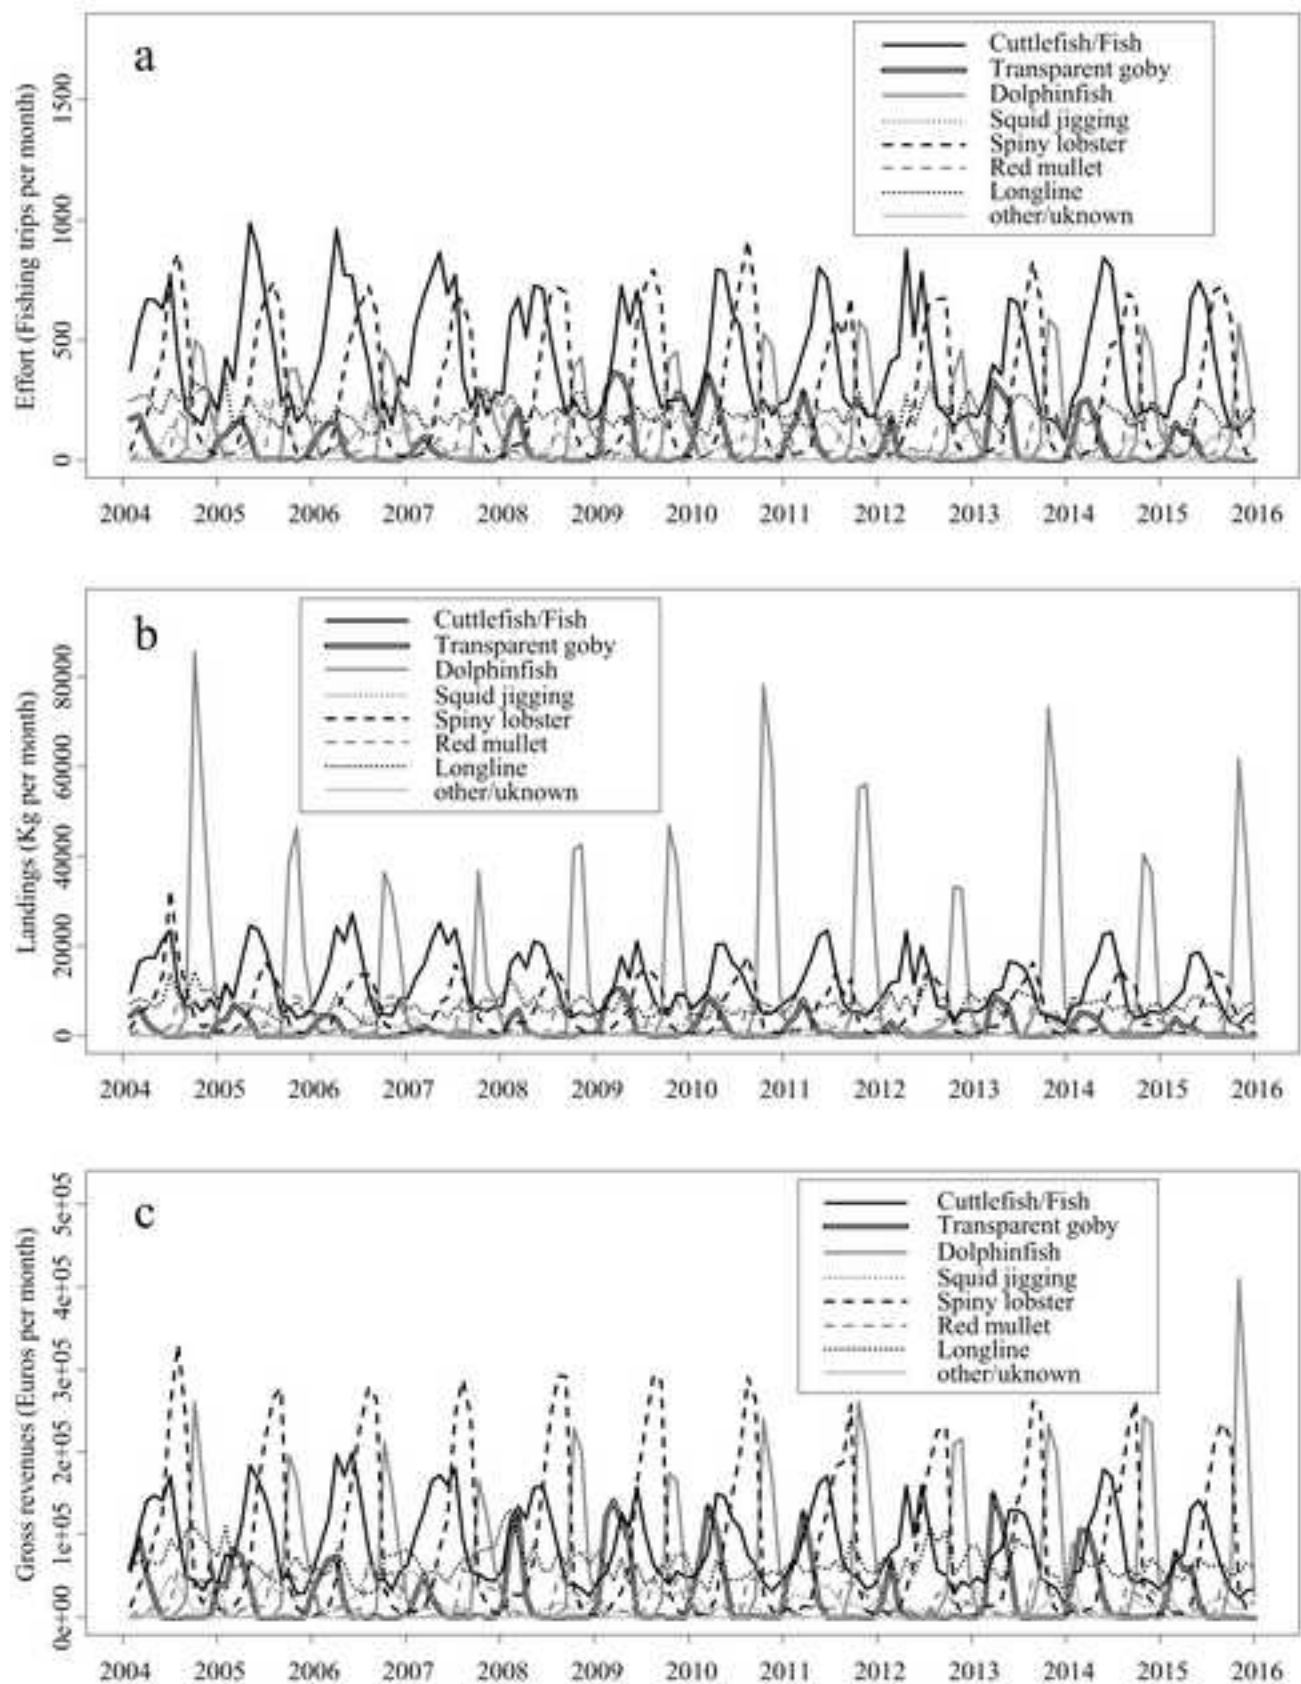 a
Cuttlefish/Fish
Transparent goby
Dolphinfish
Squid jigging
Spiny lobster
Red mullet
Longline
other/uknown
Effort (Fishing trips per month)
1500
1000
500
0
2004 2005 2006 2007 2008 2009 2010 2011 2012 2013 2014 2015 2016
b
Cuttlefish/Fish
Transparent goby
Dolphinfish
Squid jigging
Spiny lobster
Red mullet
Longline
other/uknown
Landings (Kg per month)
80000
60000
40000
20000
0
2004 2005 2006 2007 2008 2009 2010 2011 2012 2013 2014 2015 2016
c
Cuttlefish/Fish
Transparent goby
Dolphinfish
Squid jigging
Spiny lobster
Red mullet
Longline
other/uknown
Gross revenues (Euros per month)
5e+05
4e+05
3e+05
2e+05
1e+05
0e+00
2004 2005 2006 2007 2008 2009 2010 2011 2012 2013 2014 2015 2016